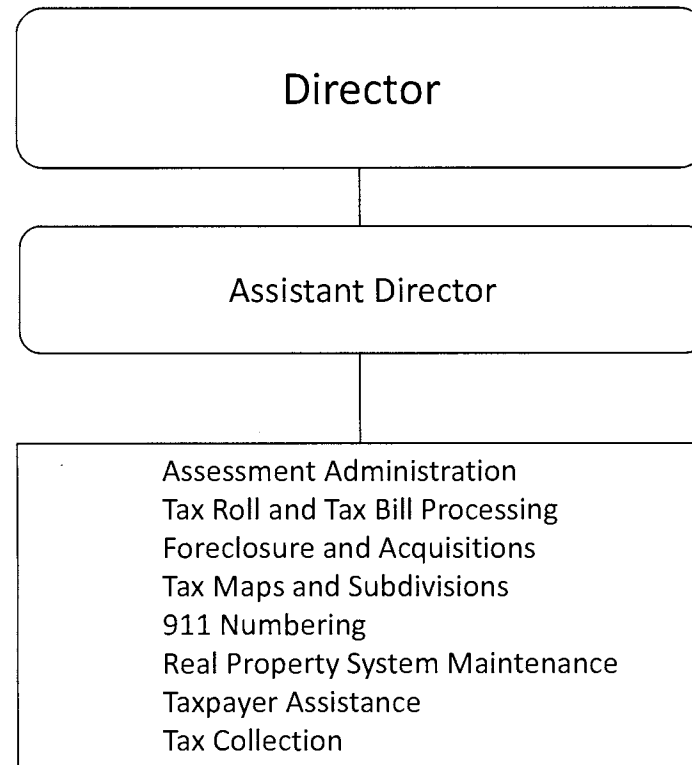 Director
Assistant Director
Assessment Administration
Tax Roll and Tax Bill Processing
Foreclosure and Acquisitions
Tax Maps and Subdivisions
911 Numbering
Real Property System Maintenance
Taxpayer Assistance
Tax Collection